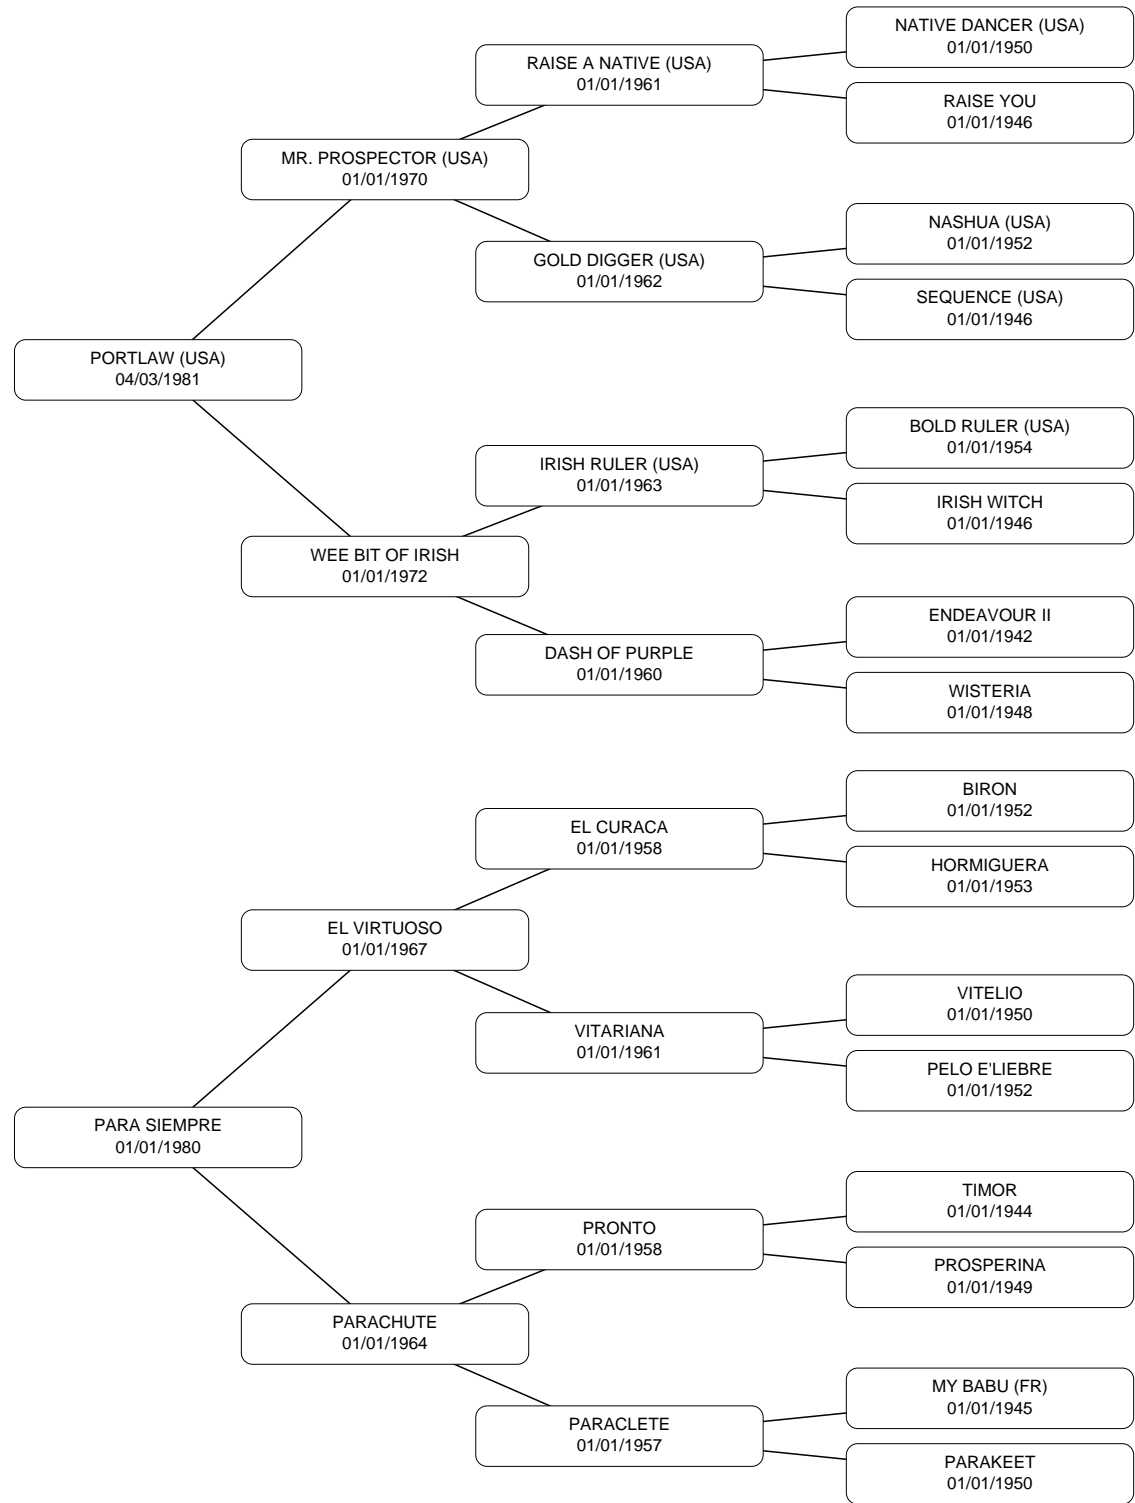 NATIVE DANCER (USA)
01/01/1950
RAISE A NATIVE (USA)
01/01/1961
RAISE YOU
01/01/1946
MR. PROSPECTOR (USA)
01/01/1970
NASHUA (USA)
01/01/1952
GOLD DIGGER (USA)
01/01/1962
SEQUENCE (USA)
01/01/1946
PORTLAW (USA)
04/03/1981
BOLD RULER (USA)
01/01/1954
IRISH RULER (USA)
01/01/1963
IRISH WITCH
01/01/1946
WEE BIT OF IRISH
01/01/1972
ENDEAVOUR II
01/01/1942
DASH OF PURPLE
01/01/1960
WISTERIA
01/01/1948
BIRON
01/01/1952
EL CURACA
01/01/1958
HORMIGUERA
01/01/1953
EL VIRTUOSO
01/01/1967
VITELIO
01/01/1950
VITARIANA
01/01/1961
PELO E'LIEBRE
01/01/1952
PARA SIEMPRE
01/01/1980
TIMOR
01/01/1944
PRONTO
01/01/1958
PROSPERINA
01/01/1949
PARACHUTE
01/01/1964
MY BABU (FR)
01/01/1945
PARACLETE
01/01/1957
PARAKEET
01/01/1950